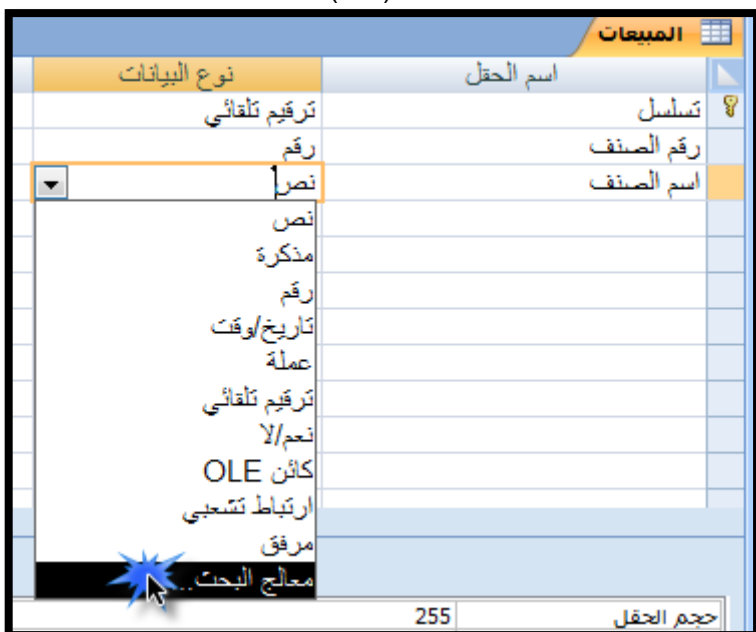 المبيعات
اسم الحقل نوع البيانات
تسلسل ترقيم تلقائي
رقم الصنف رقم
اسم الصنف نص
نص
مذكرة
رقم
تاريخ/وقت
عملة
ترقيم تلقائي
نعم/لا
كائن OLE
ارتباط تشعبي
مرفق
معالج البحث...
حجم الحقل 255